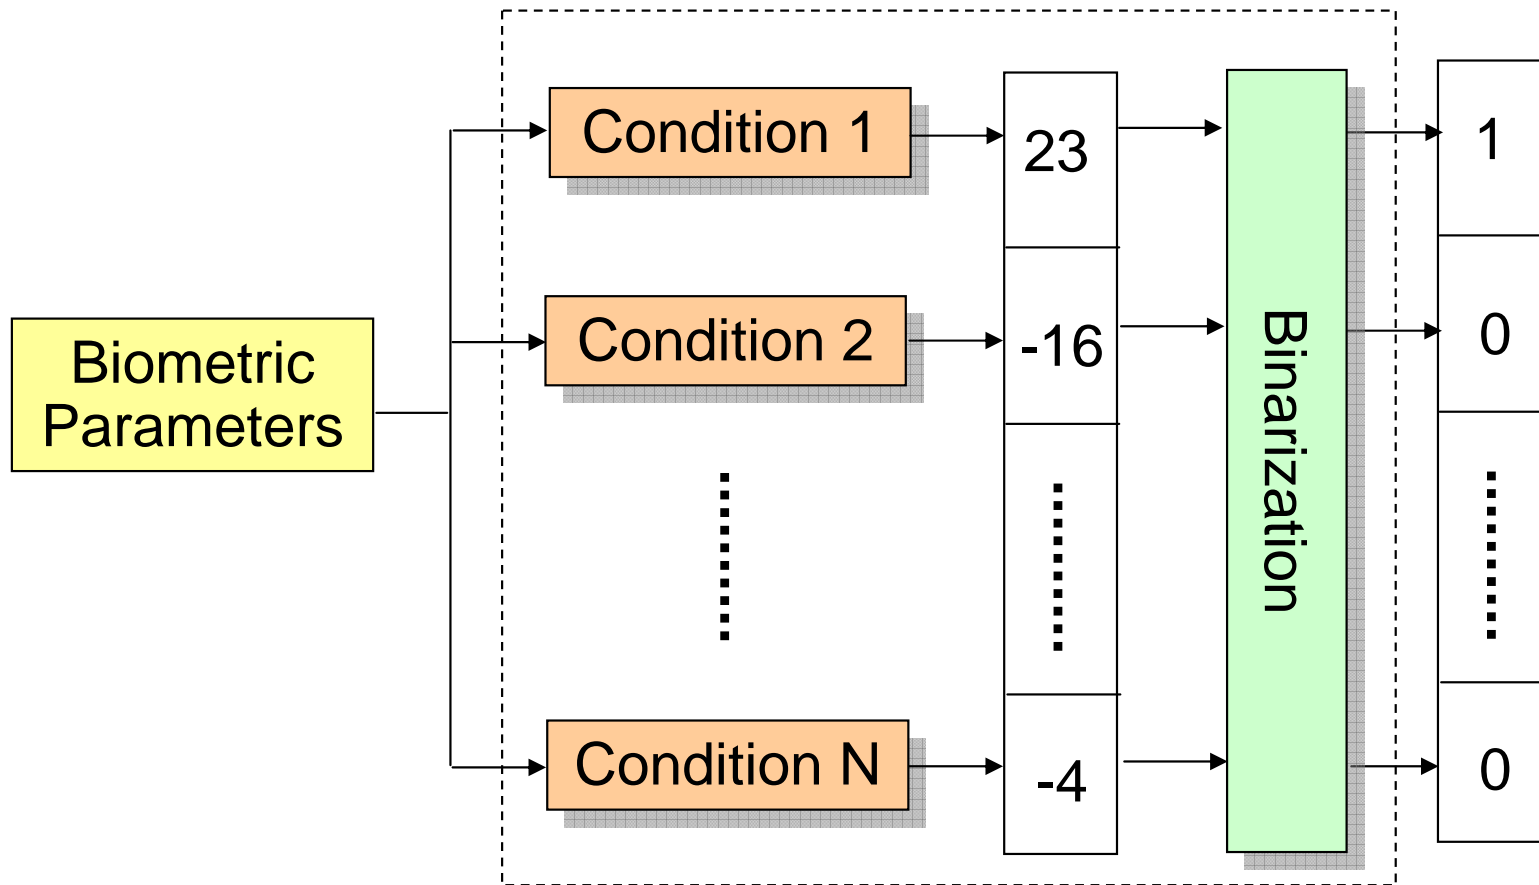 Biometric
Parameters
Condition 1
23
1
Condition 2
-16
0
Binarization
Condition N
-4
0